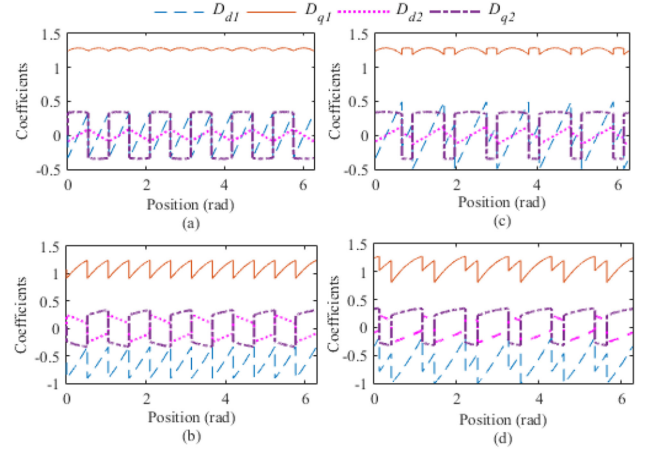 D_d1 D_q1 D_d2 D_q2
1.5 1.5
1 1
Coefficients Coefficients
0.5 0.5
0 0
-0.5 -0.5
0 2 4 6 0 2 4 6
Position (rad) Position (rad)
(a) (c)
1.5 1.5
1 1
0.5 0.5
Coefficients Coefficients
0 0
-0.5 -0.5
-1 -1
0 2 4 6 0 2 4 6
Position (rad) Position (rad)
(b) (d)